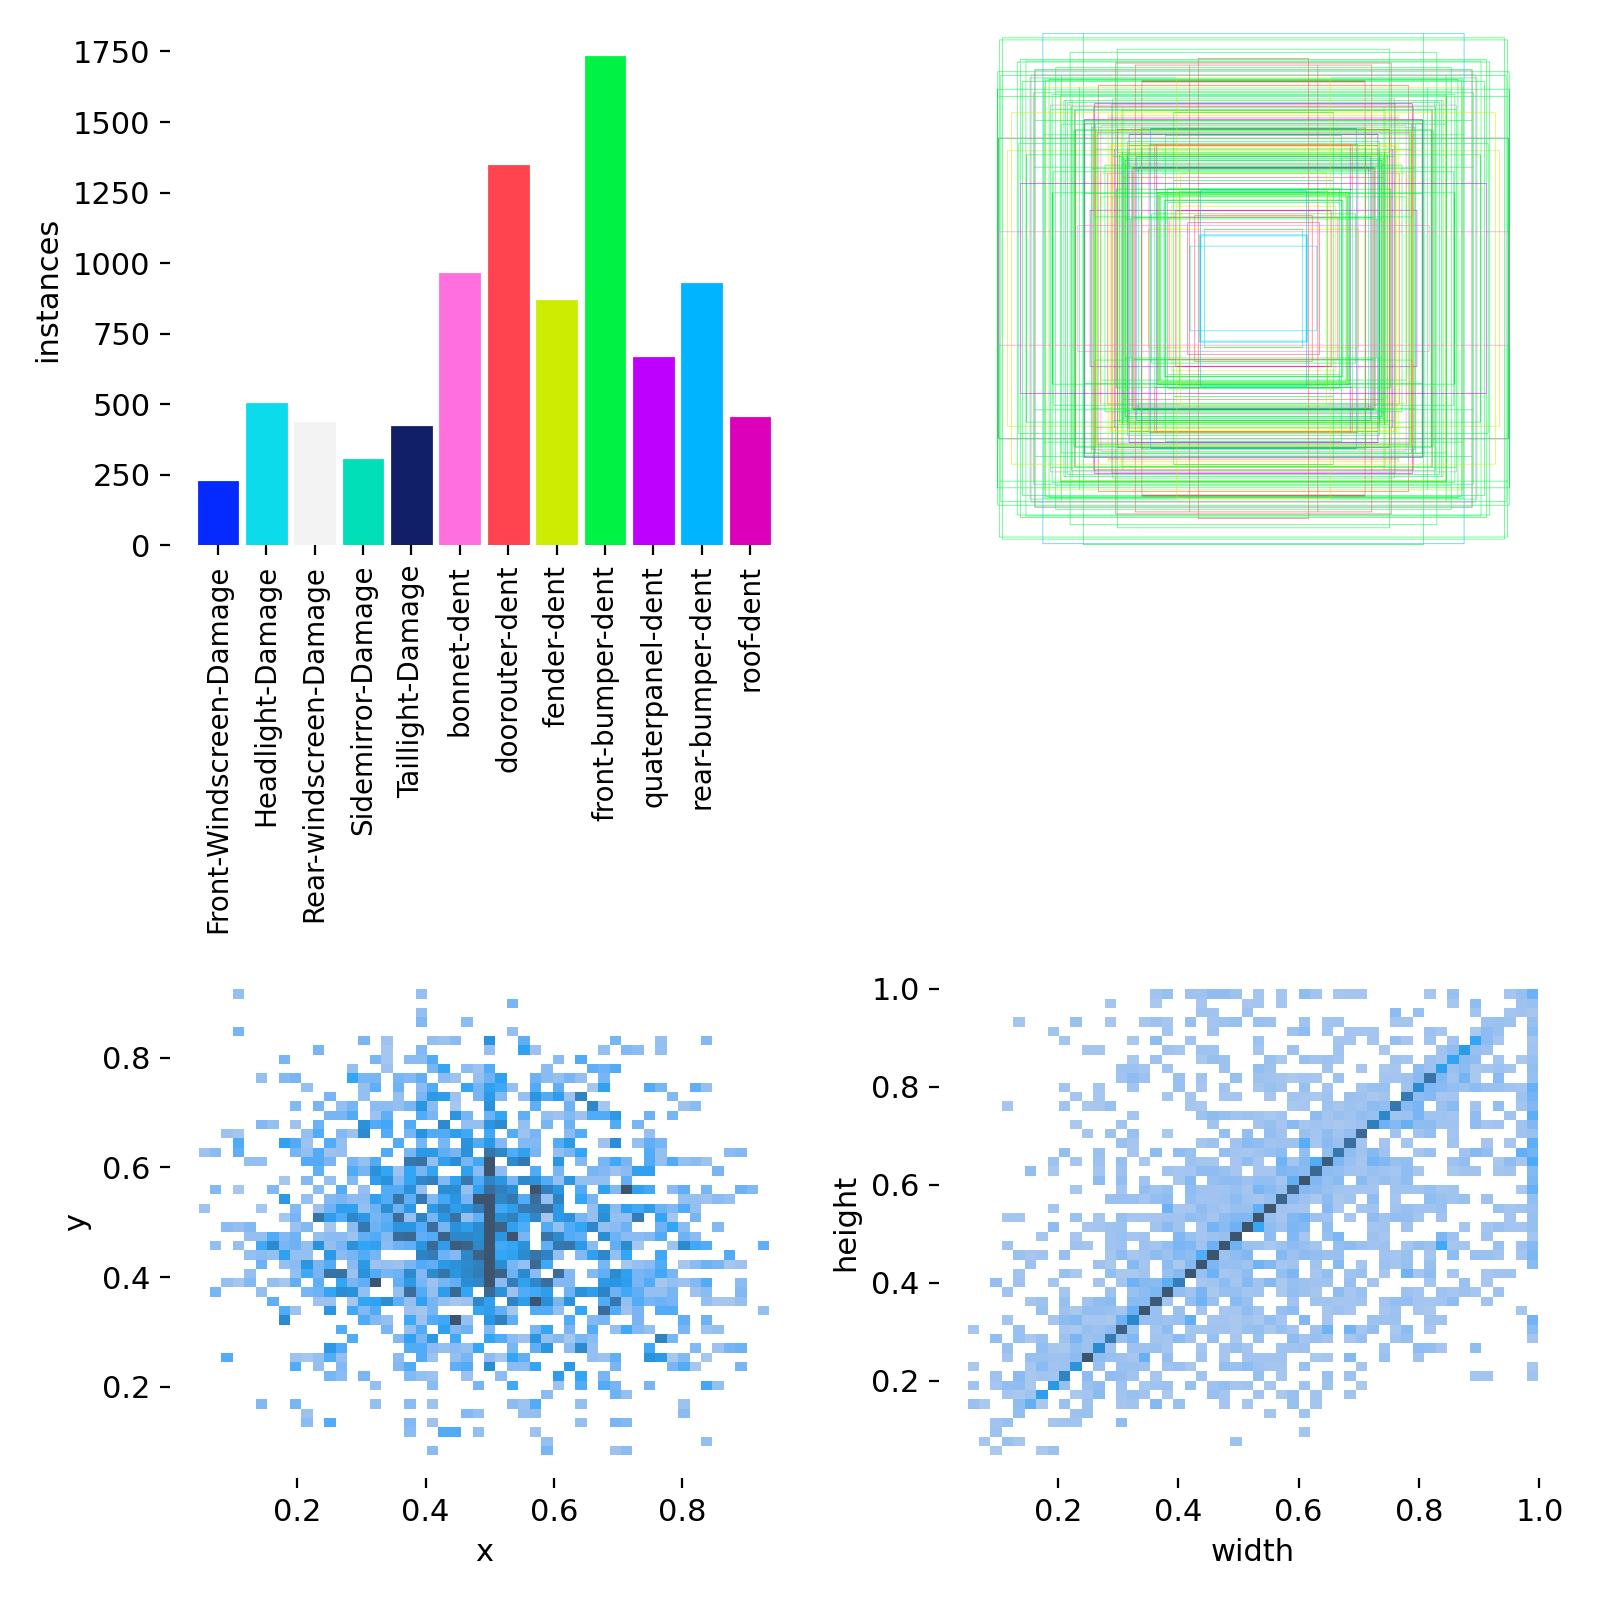 instances
1750
1500
1250
1000
750
500
250
0
Front-Windscreen-Damage
Headlight-Damage
Rear-windscreen-Damage
Sidemirror-Damage
Taillight-Damage
bonnet-dent
doorouter-dent
fender-dent
front-bumper-dent
quaterpanel-dent
rear-bumper-dent
roof-dent
y
0.8
0.6
0.4
0.2
0.2 0.4 0.6 0.8
x
height
1.0
0.8
0.6
0.4
0.2
0.2 0.4 0.6 0.8 1.0
width